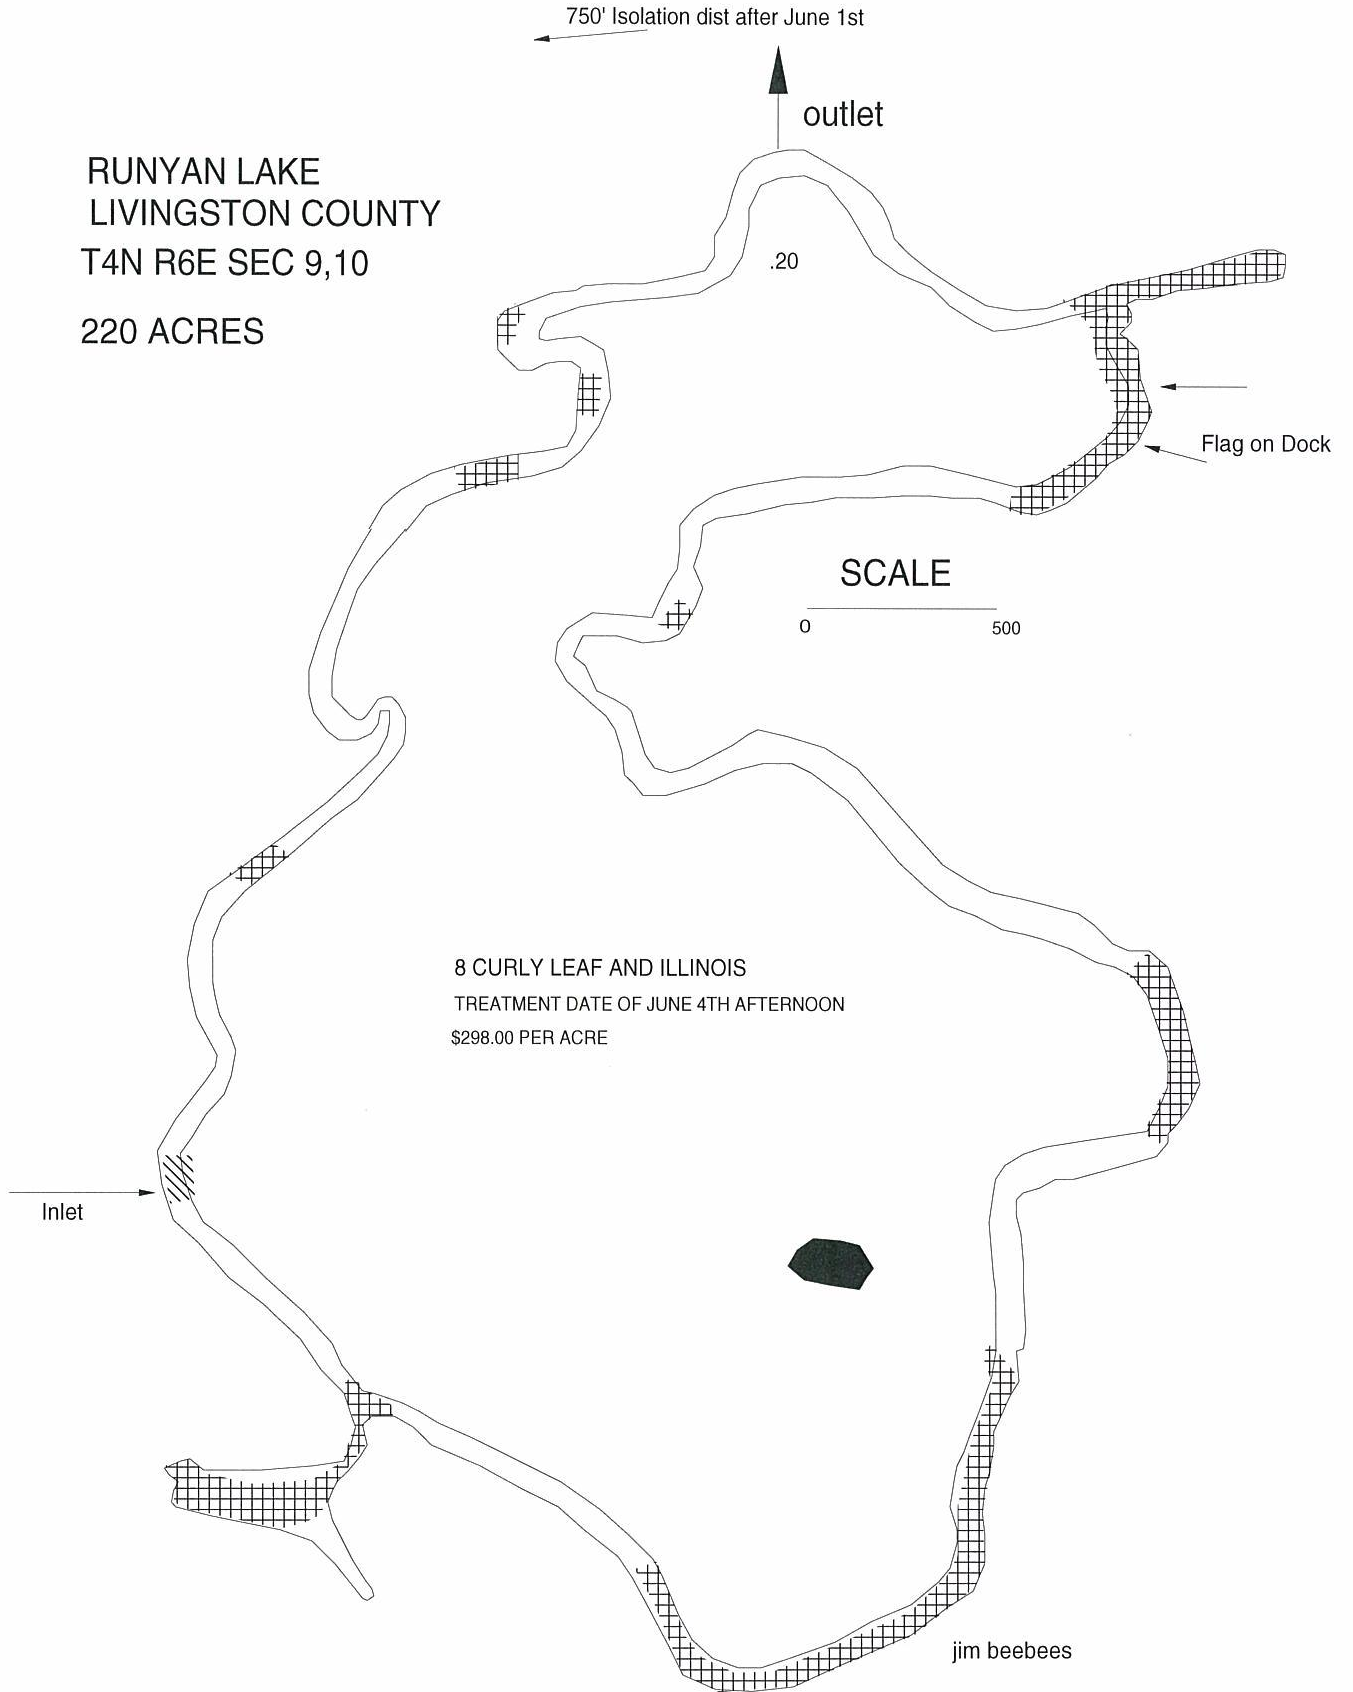 750' Isolation dist after June 1st
outlet
RUNYAN LAKE
LIVINGSTON COUNTY
T4N R6E SEC 9,10
220 ACRES
.20
Flag on Dock
SCALE
0 500
8 CURLY LEAF AND ILLINOIS
TREATMENT DATE OF JUNE 4TH AFTERNOON
$298.00 PER ACRE
Inlet
jim beebees